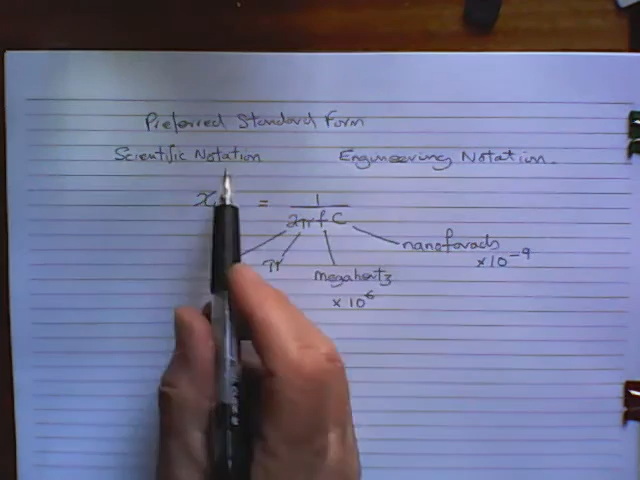 Preferred Standard Form
Scientific Notation Engineering Notation.
X = 1
2πfC
nanofarads
π megahertz × 10⁻⁹
× 10⁶